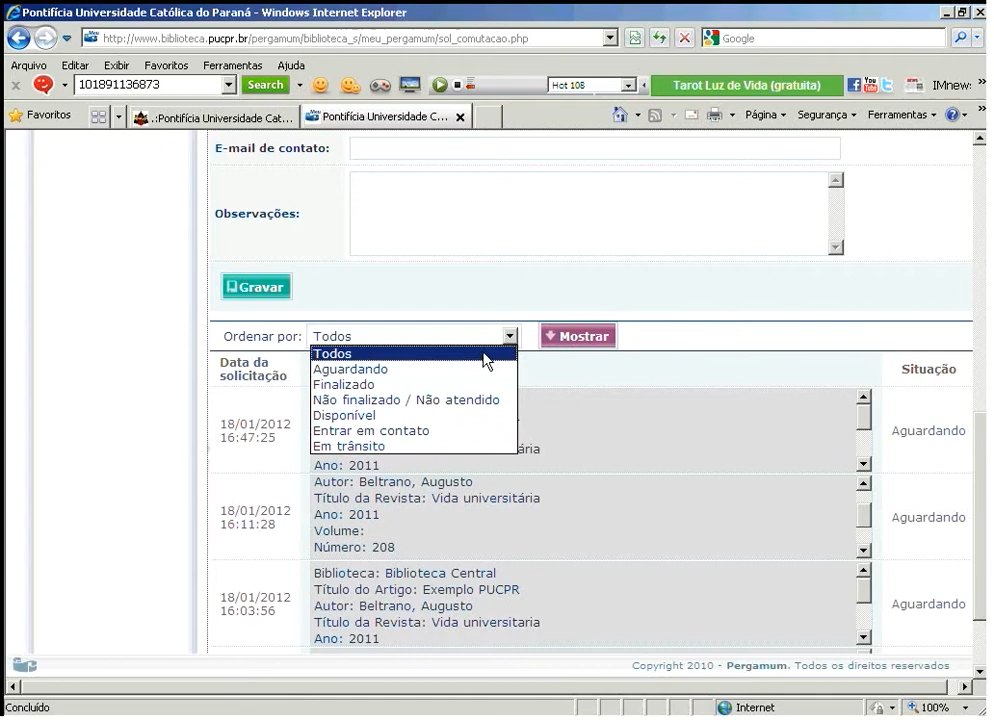 Pontifícia Universidade Católica do Paraná - Windows Internet Explorer
http://www.biblioteca.pucpr.br/pergamum/biblioteca_s/meu_pergamum/sol_comutacao.php
Google
Arquivo Editar Exibir Favoritos Ferramentas Ajuda
101891136873 Search Hot 108 Tarot Luz de Vida (gratuita) You Tube IMnew:
Favoritos .:Pontifícia Universidade Cat... Pontifícia Universidade C... Página Segurança Ferramentas
E-mail de contato:
Observações:
Gravar
Ordenar por: Todos Mostrar
Todos
Aguardando
Finalizado
Não finalizado / Não atendido
Disponível
Entrar em contato
Em trânsito
Data da
solicitação
Situação
18/01/2012
16:47:25
ária
Ano: 2011
Aguardando
18/01/2012
16:11:28
Autor: Beltrano, Augusto
Título da Revista: Vida universitária
Ano: 2011
Volume:
Número: 208
Aguardando
18/01/2012
16:03:56
Biblioteca: Biblioteca Central
Título do Artigo: Exemplo PUCPR
Autor: Beltrano, Augusto
Título da Revista: Vida universitaria
Ano: 2011
Aguardando
Copyright 2010 - Pergamum. Todos os direitos reservados
Concluído Internet 100%